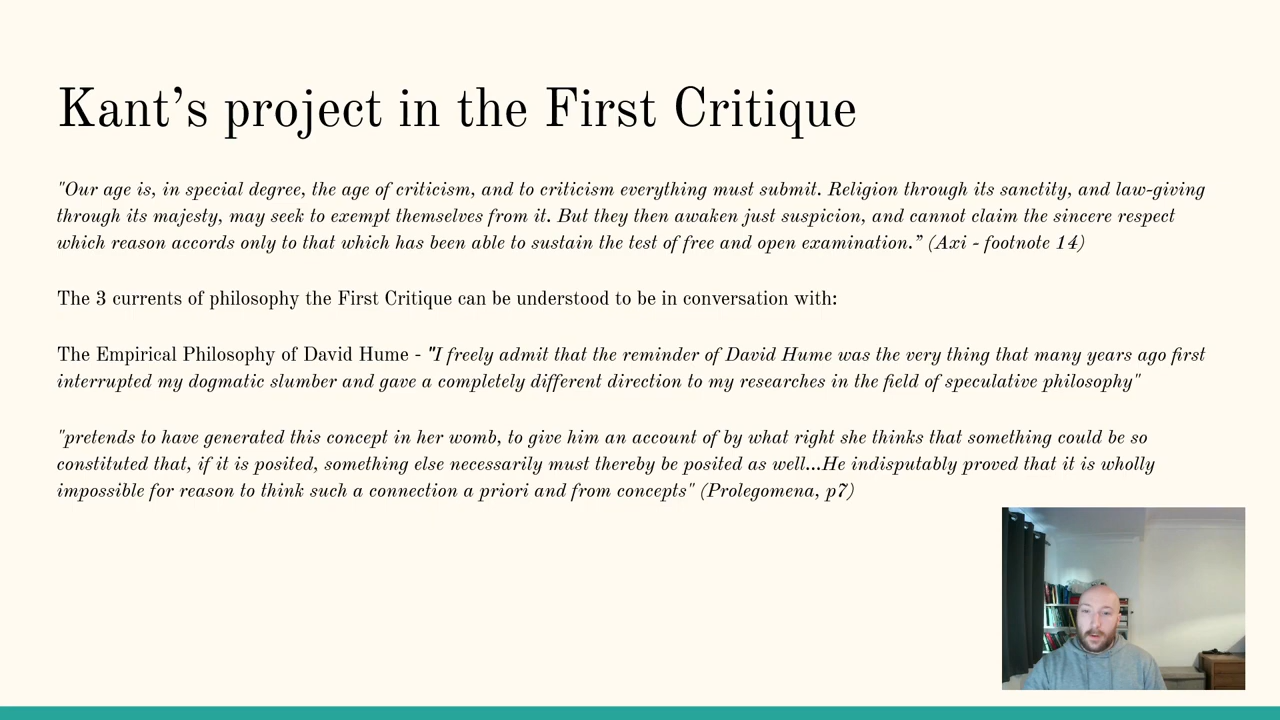 Kant’s project in the First Critique
"Our age is, in special degree, the age of criticism, and to criticism everything must submit. Religion through its sanctity, and law-giving
through its majesty, may seek to exempt themselves from it. But they then awaken just suspicion, and cannot claim the sincere respect
which reason accords only to that which has been able to sustain the test of free and open examination.” (Axi - footnote 14)
The 3 currents of philosophy the First Critique can be understood to be in conversation with:
The Empirical Philosophy of David Hume - "I freely admit that the reminder of David Hume was the very thing that many years ago first
interrupted my dogmatic slumber and gave a completely different direction to my researches in the field of speculative philosophy"
"pretends to have generated this concept in her womb, to give him an account of by what right she thinks that something could be so
constituted that, if it is posited, something else necessarily must thereby be posited as well...He indisputably proved that it is wholly
impossible for reason to think such a connection a priori and from concepts" (Prolegomena, p7)